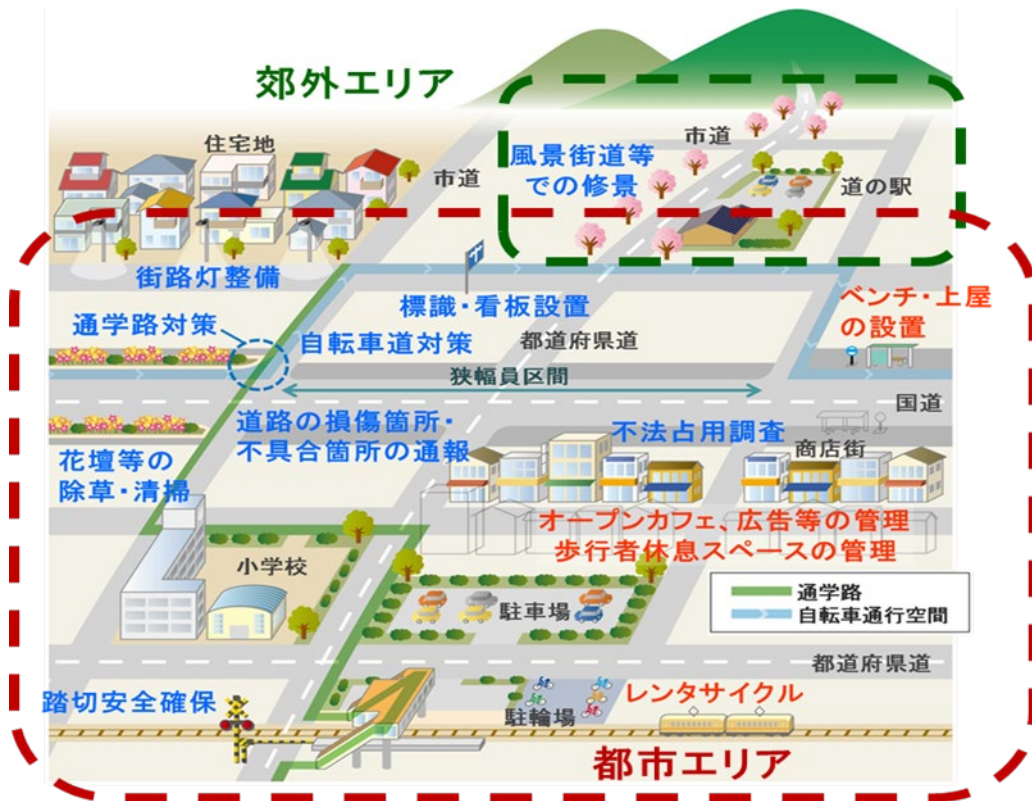 郊外エリア
住宅地
市道
市道
風景街道等
での修景
道の駅
街路灯整備
標識・看板設置
ベンチ・上屋
の設置
通学路対策
自転車道対策
都道府県道
狭幅員区間
国道
道路の損傷箇所・
不具合箇所の通報
不法占用調査
商店街
花壇等の
除草・清掃
オープンカフェ、広告等の管理
歩行者休息スペースの管理
小学校
駐車場
通学路
自転車通行空間
都道府県道
踏切安全確保
駐輪場
レンタサイクル
都市エリア